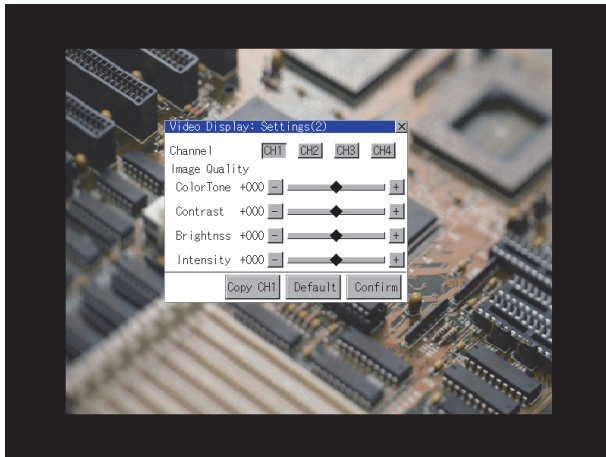 Video Display: Settings(2) ×
Channel CH1 CH2 CH3 CH4
Image Quality
ColorTone +000 - +
Contrast +000 - +
Brightnss +000 - +
Intensity +000 - +
Copy CH1 Default Confirm